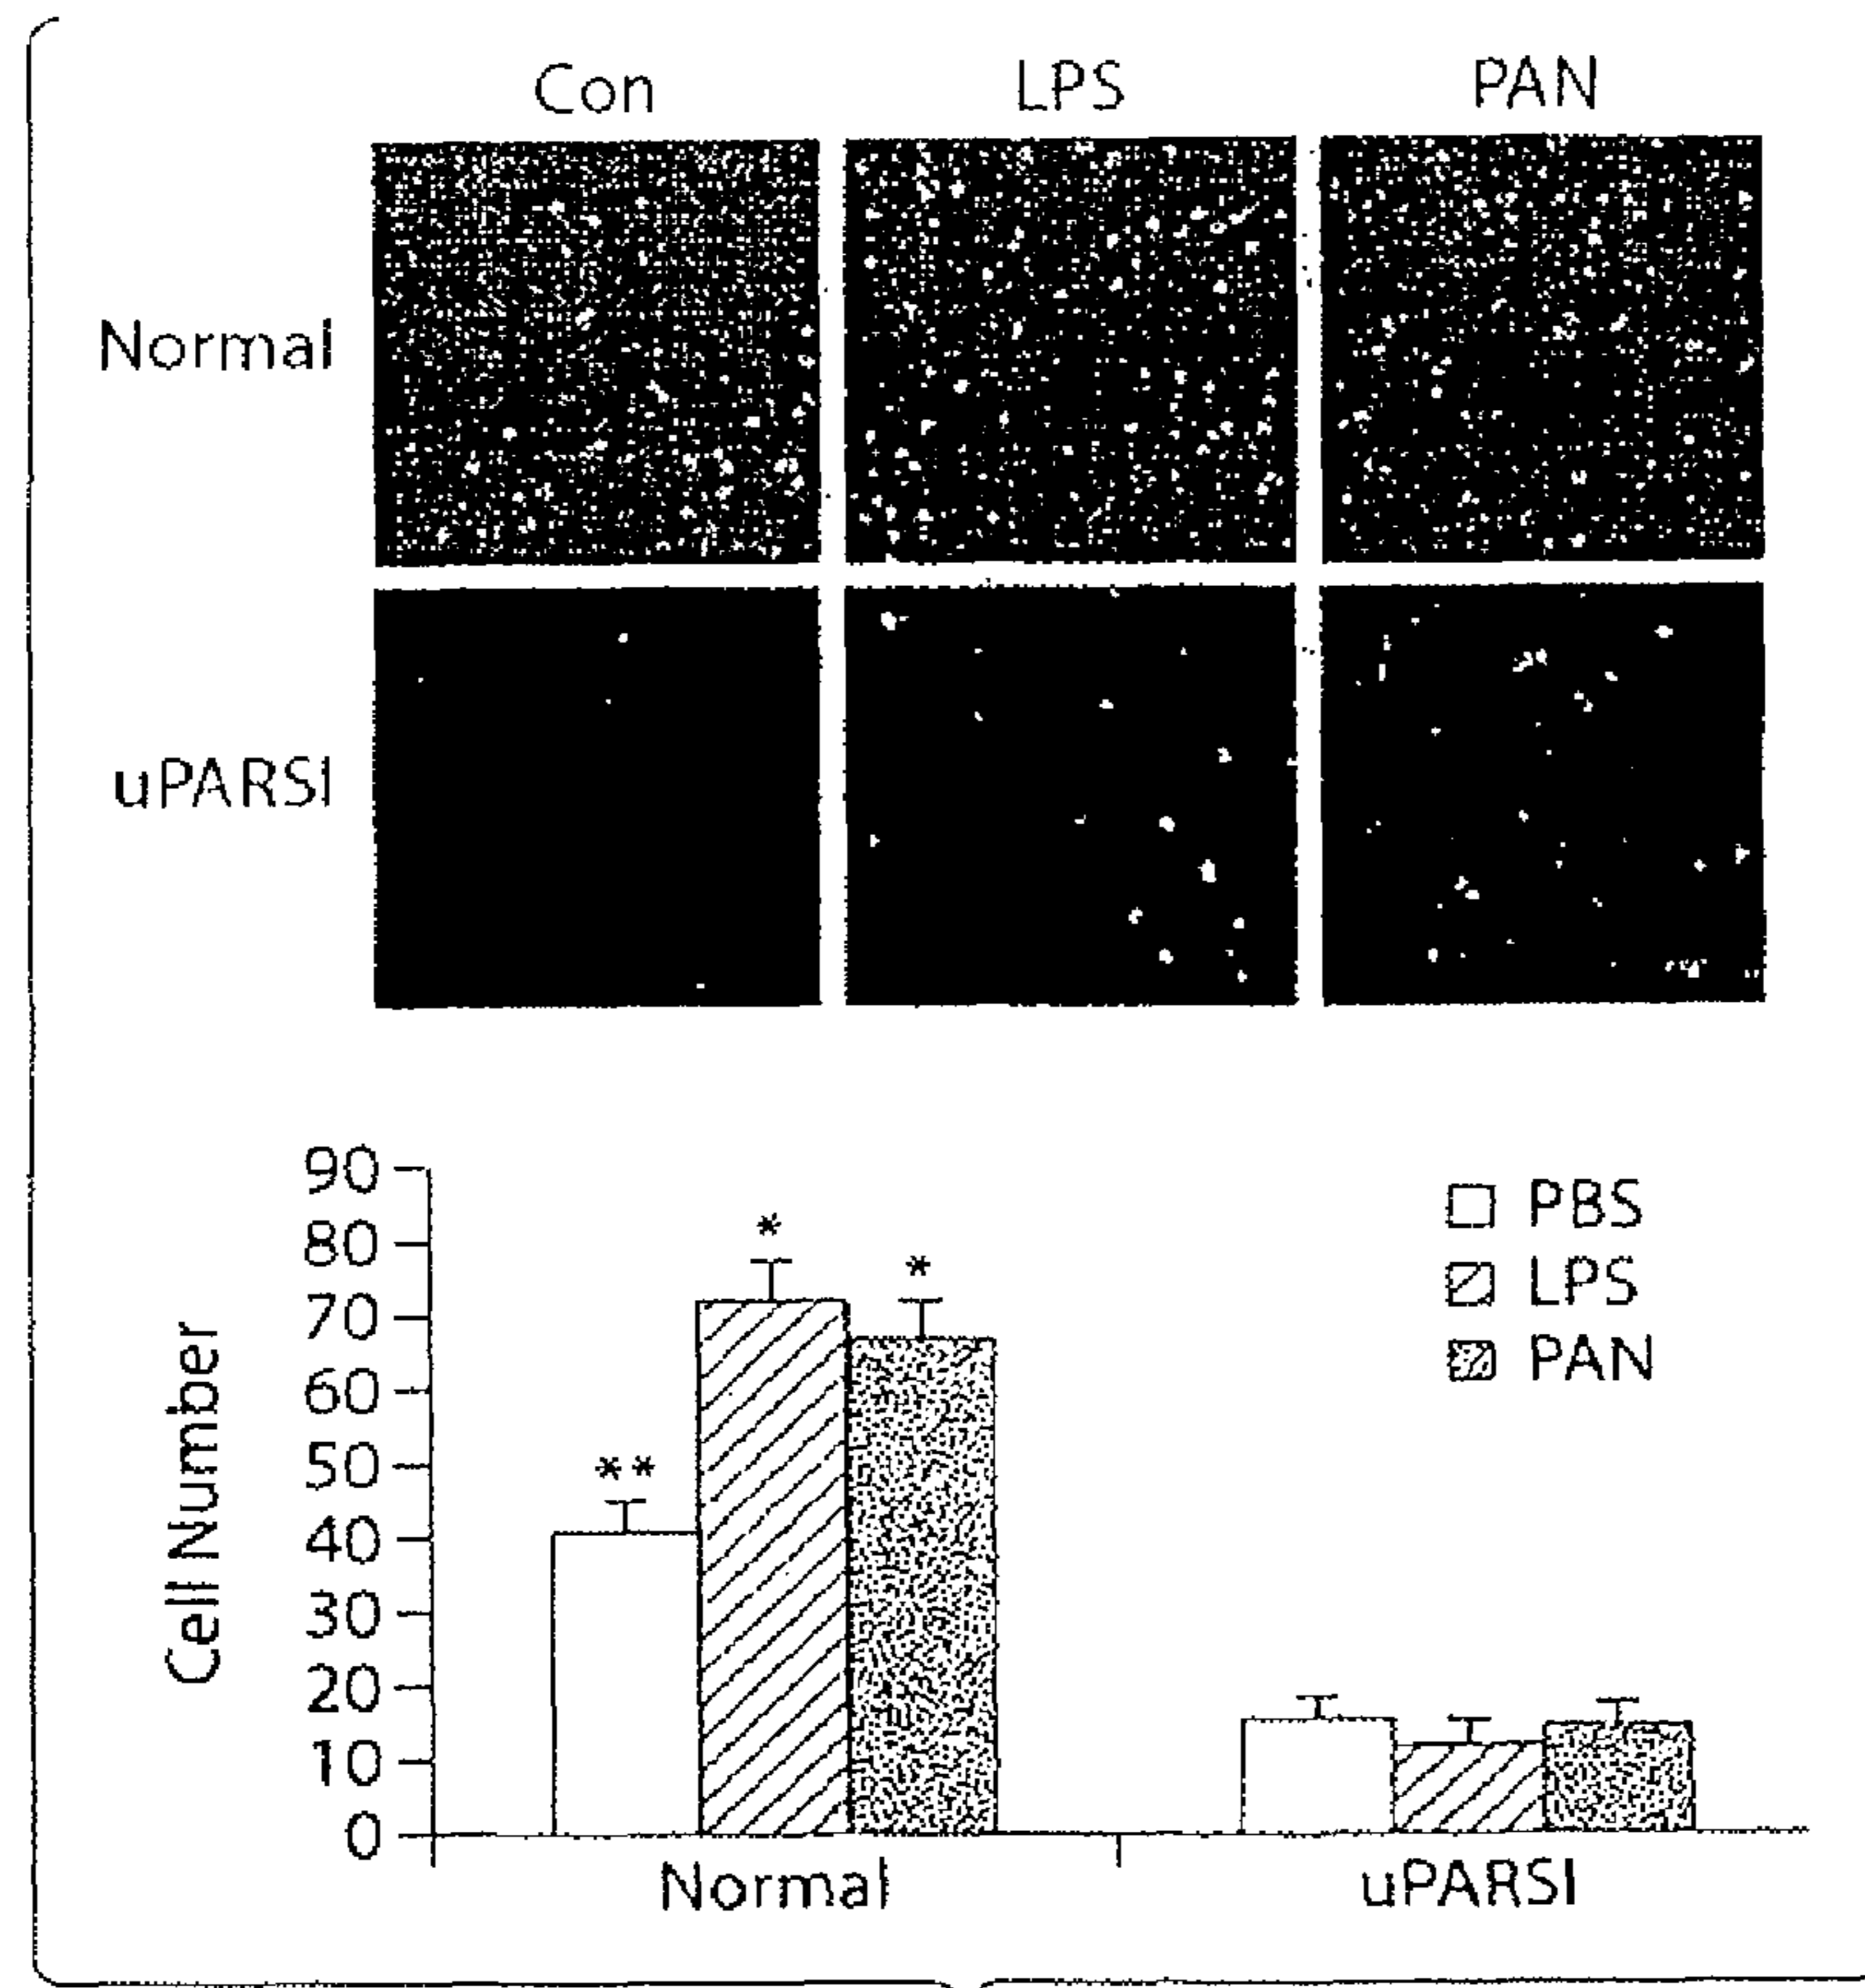 Con LPS PAN
Normal
uPARSI
90
80
70
60
50
40
30
20
10
0
Cell Number
**
*
*
PBS
LPS
PAN
Normal uPARSI